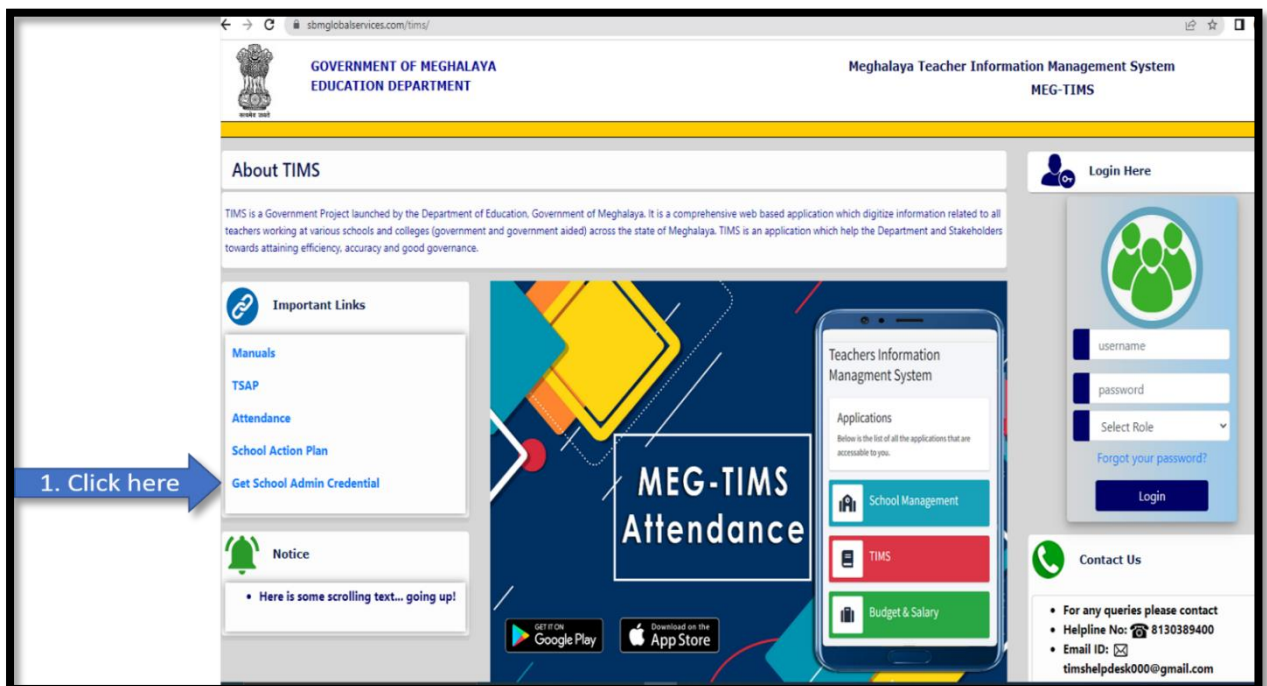 sbmglobalservices.com/tims/
GOVERNMENT OF MEGHALAYA
EDUCATION DEPARTMENT
सत्यमेव जयते
Meghalaya Teacher Information Management System
MEG-TIMS
About TIMS
TIMS is a Government Project launched by the Department of Education, Government of Meghalaya. It is a comprehensive web based application which digitize information related to all
teachers working at various schools and colleges (government and government aided) across the state of Meghalaya. TIMS is an application which help the Department and Stakeholders
towards attaining efficiency, accuracy and good governance.
Important Links
Manuals
TSAP
Attendance
School Action Plan
1. Click here
Get School Admin Credential
Notice
• Here is some scrolling text... going up!
MEG-TIMS
Attendance
GET IT ON
Google Play
Download on the
App Store
Teachers Information
Managment System
Applications
Below is the list of all the applications that are
accessable to you.
School Management
TIMS
Budget & Salary
Login Here
username
password
Select Role
Forgot your password?
Login
Contact Us
• For any queries please contact
• Helpline No: 8130389400
• Email ID:
timshelpdesk000@gmail.com